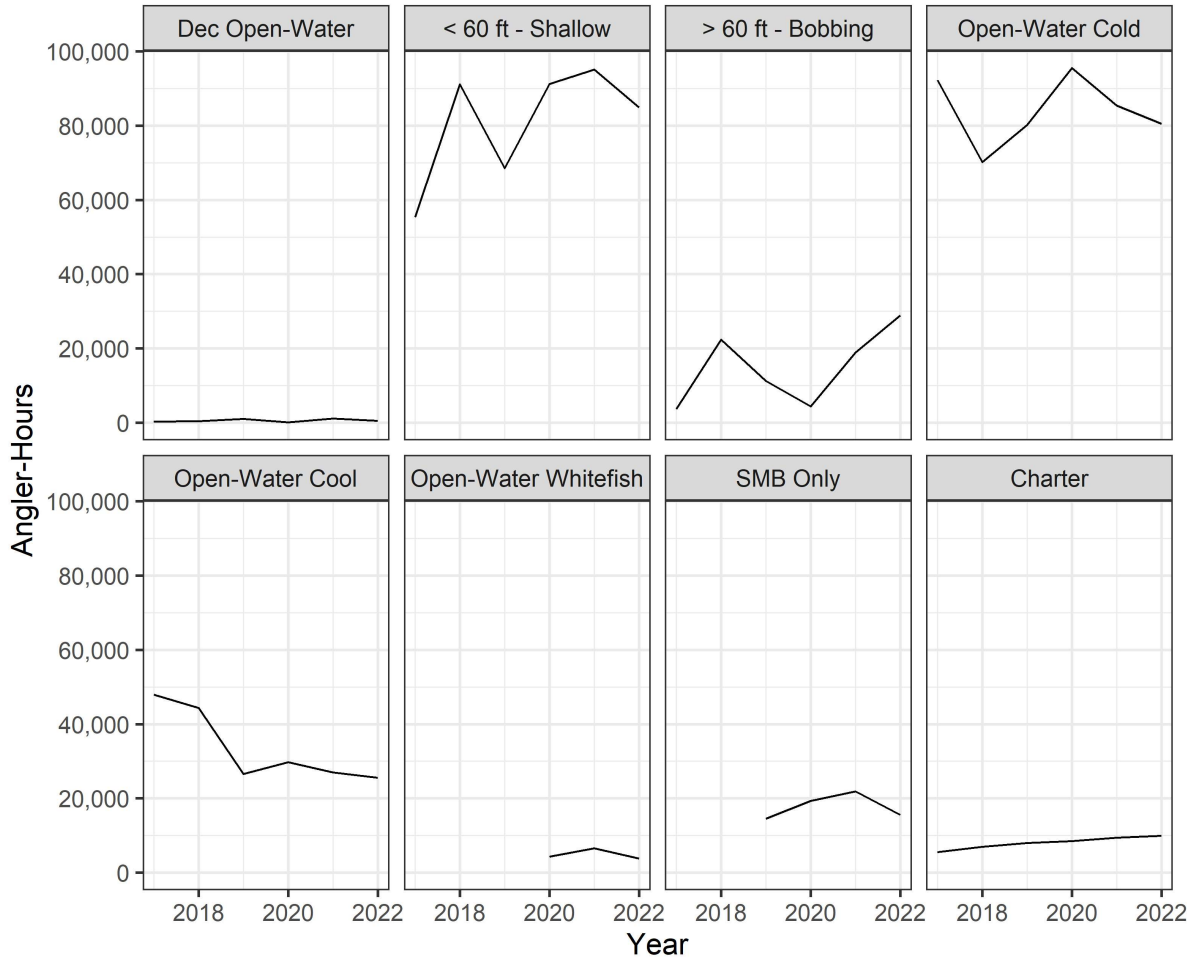 Dec Open-Water
< 60 ft - Shallow
> 60 ft - Bobbing
Open-Water Cold
100,000
80,000
60,000
40,000
20,000
0
Open-Water Cool
Open-Water Whitefish
SMB Only
Charter
100,000
80,000
60,000
40,000
20,000
0
Angler-Hours
2018 2020 2022
2018 2020 2022
2018 2020 2022
2018 2020 2022
Year